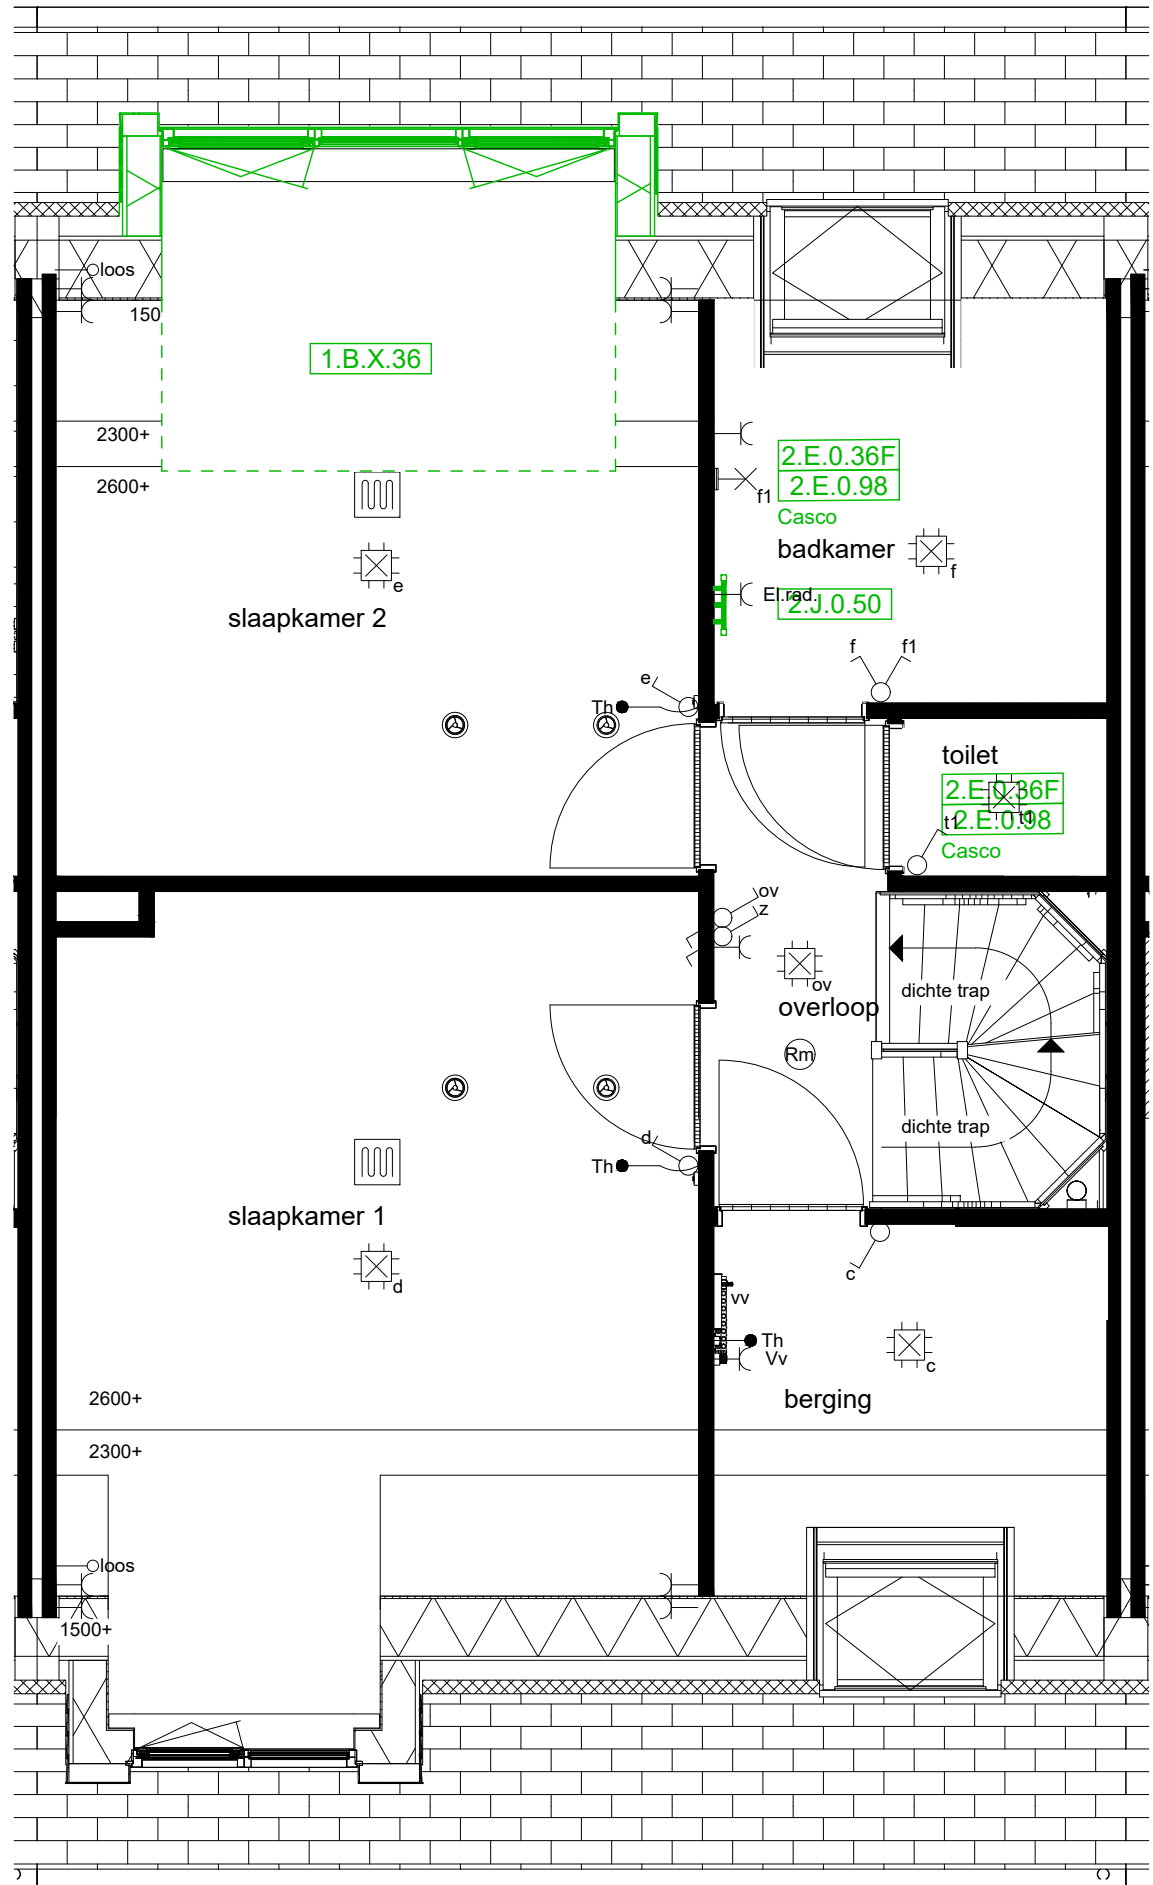 loos
150
1.B.X.36
2300+
2600+
2.E.0.36F
2.E.0.98
f1
Casco
badkamer
f
e
El.rad.
2.J.0.50
slaapkamer 2
f
f1
e
Th
toilet
2.E.0.36F
t1
2.E.0.98
t1
Casco
ov
z
ov
dichte trap
overloop
Rm
dichte trap
d
Th
slaapkamer 1
c
d
vv
Th
Vv
c
2600+
berging
2300+
loos
1500+